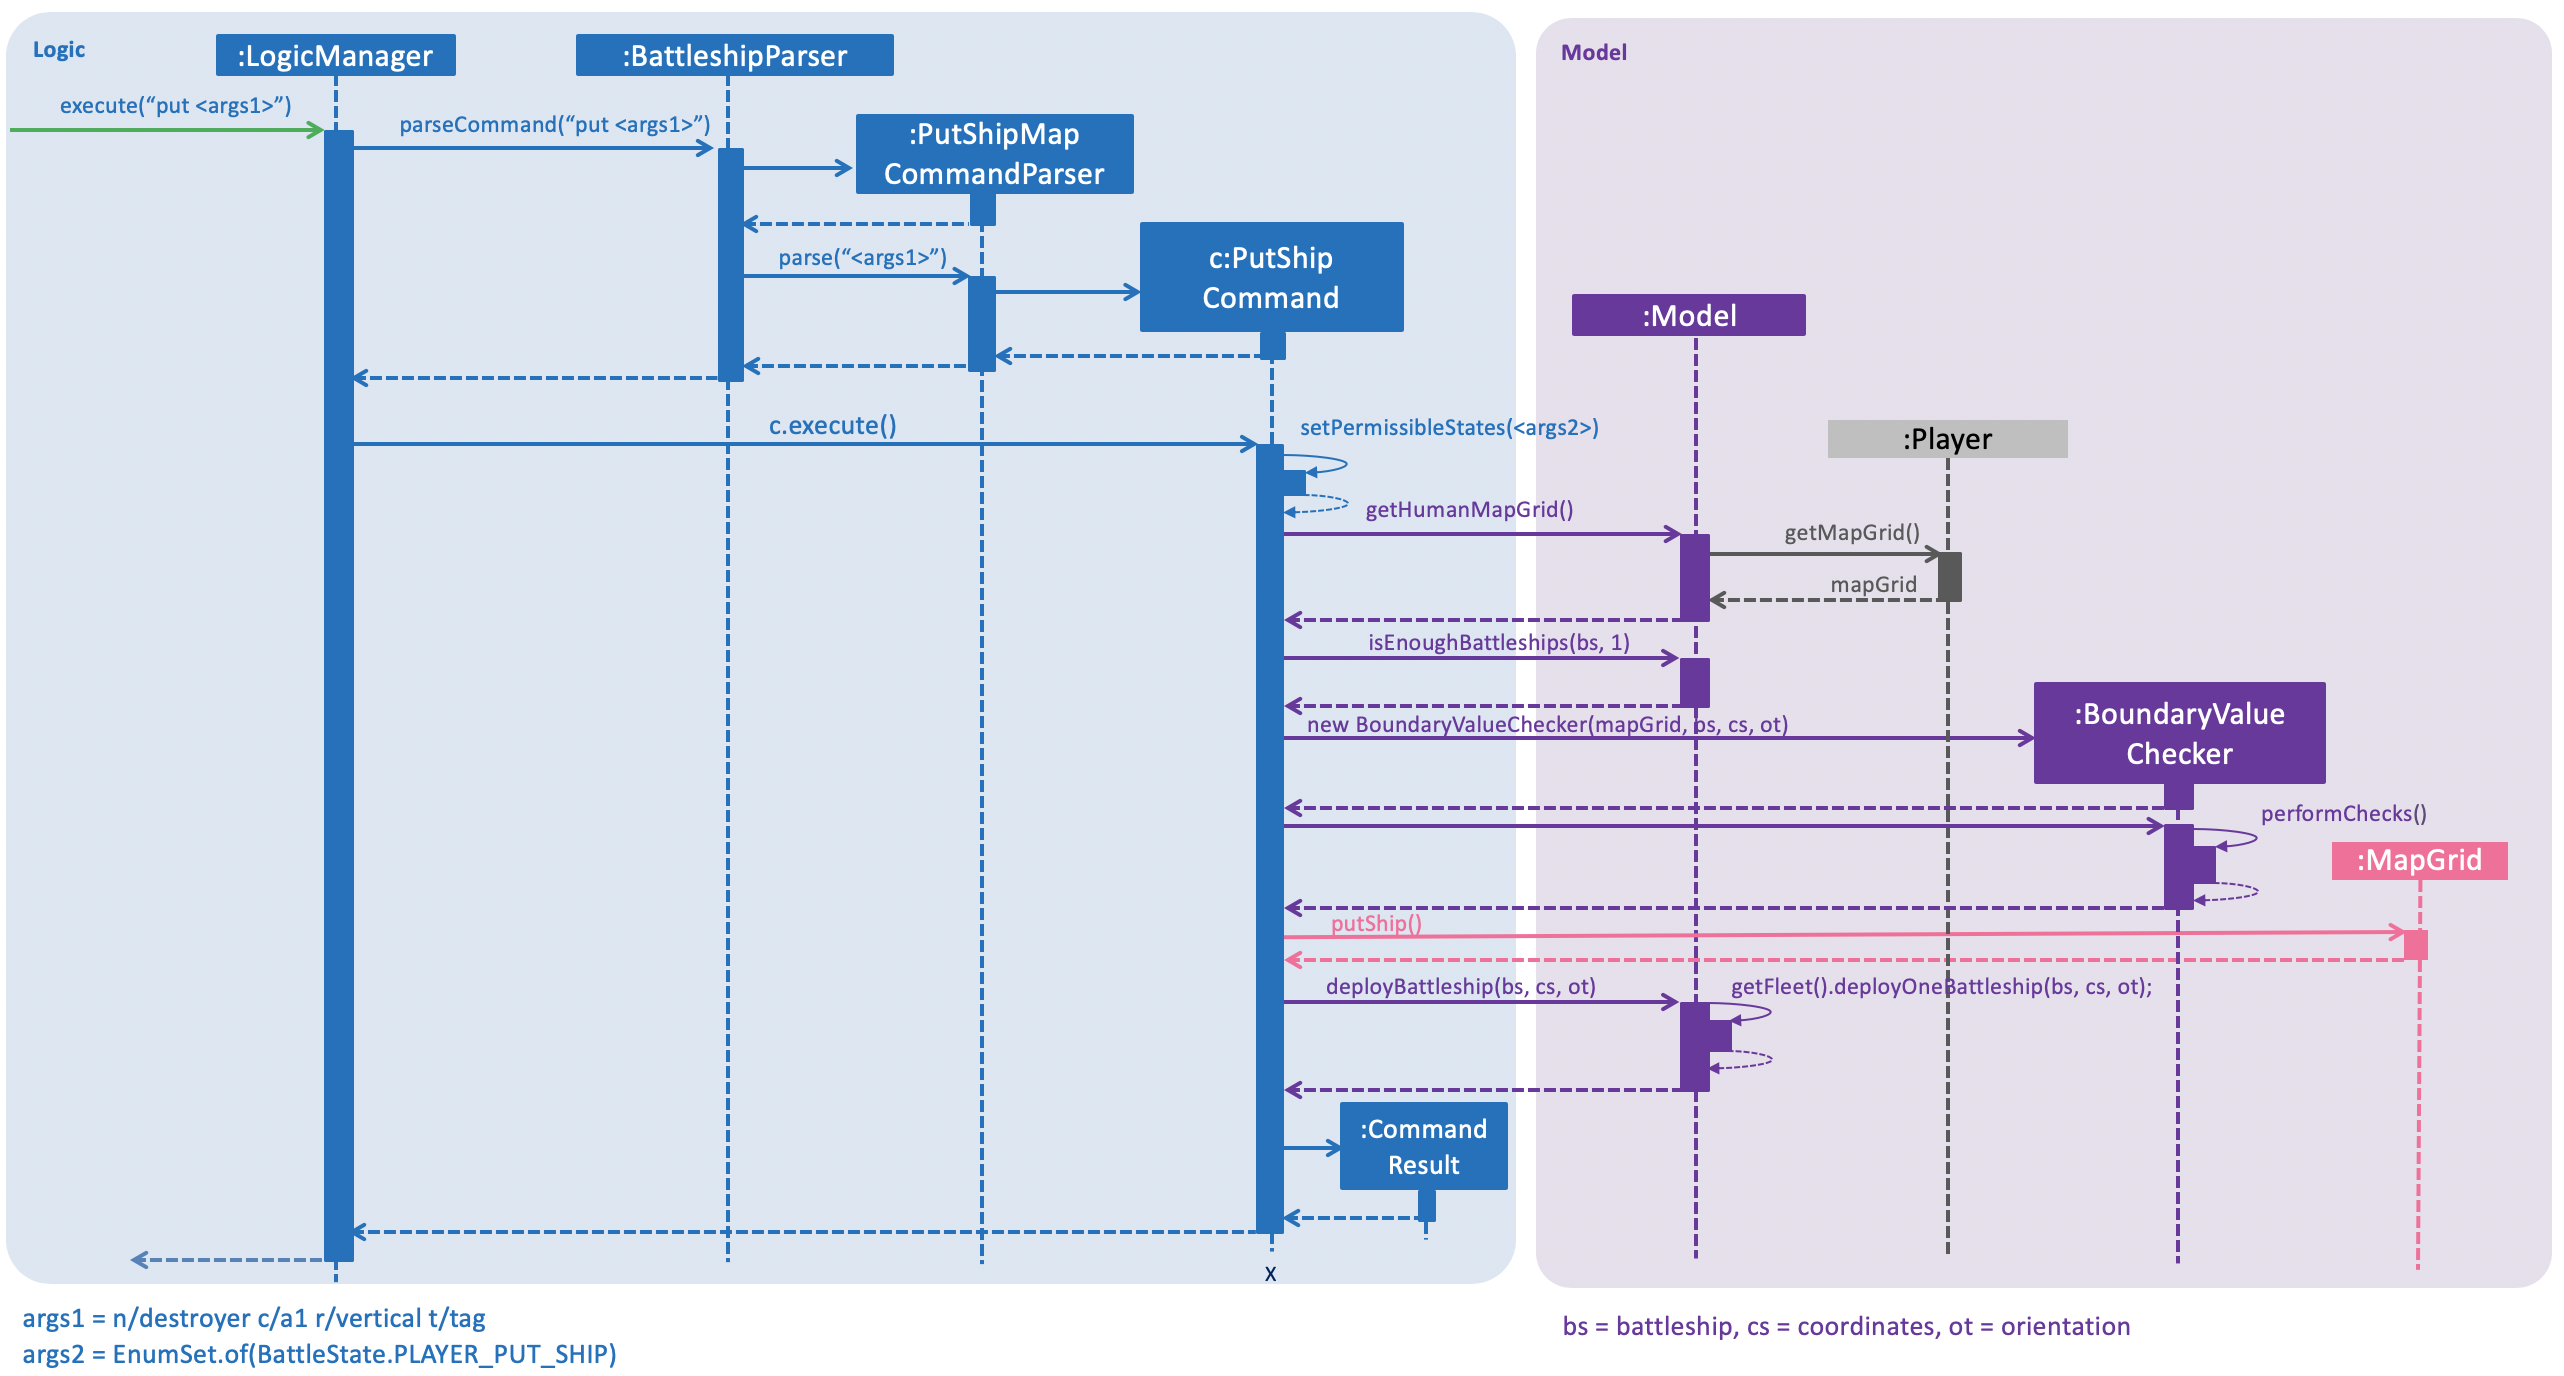 Logic
Model
:LogicManager
:BattleshipParser
execute(“put <args1>”)
parseCommand(“put <args1>”)
:PutShipMap
CommandParser
parse(“<args1>”)
c:PutShip
Command
:Model
c.execute()
setPermissibleStates(<args2>)
:Player
getHumanMapGrid()
getMapGrid()
mapGrid
isEnoughBattleships(bs, 1)
new BoundaryValueChecker(mapGrid, bs, cs, ot)
:BoundaryValue
Checker
performChecks()
:MapGrid
putShip()
deployBattleship(bs, cs, ot)
getFleet().deployOneBattleship(bs, cs, ot);
:Command
Result
X
args1 = n/destroyer c/a1 r/vertical t/tag
args2 = EnumSet.of(BattleState.PLAYER_PUT_SHIP)
bs = battleship, cs = coordinates, ot = orientation